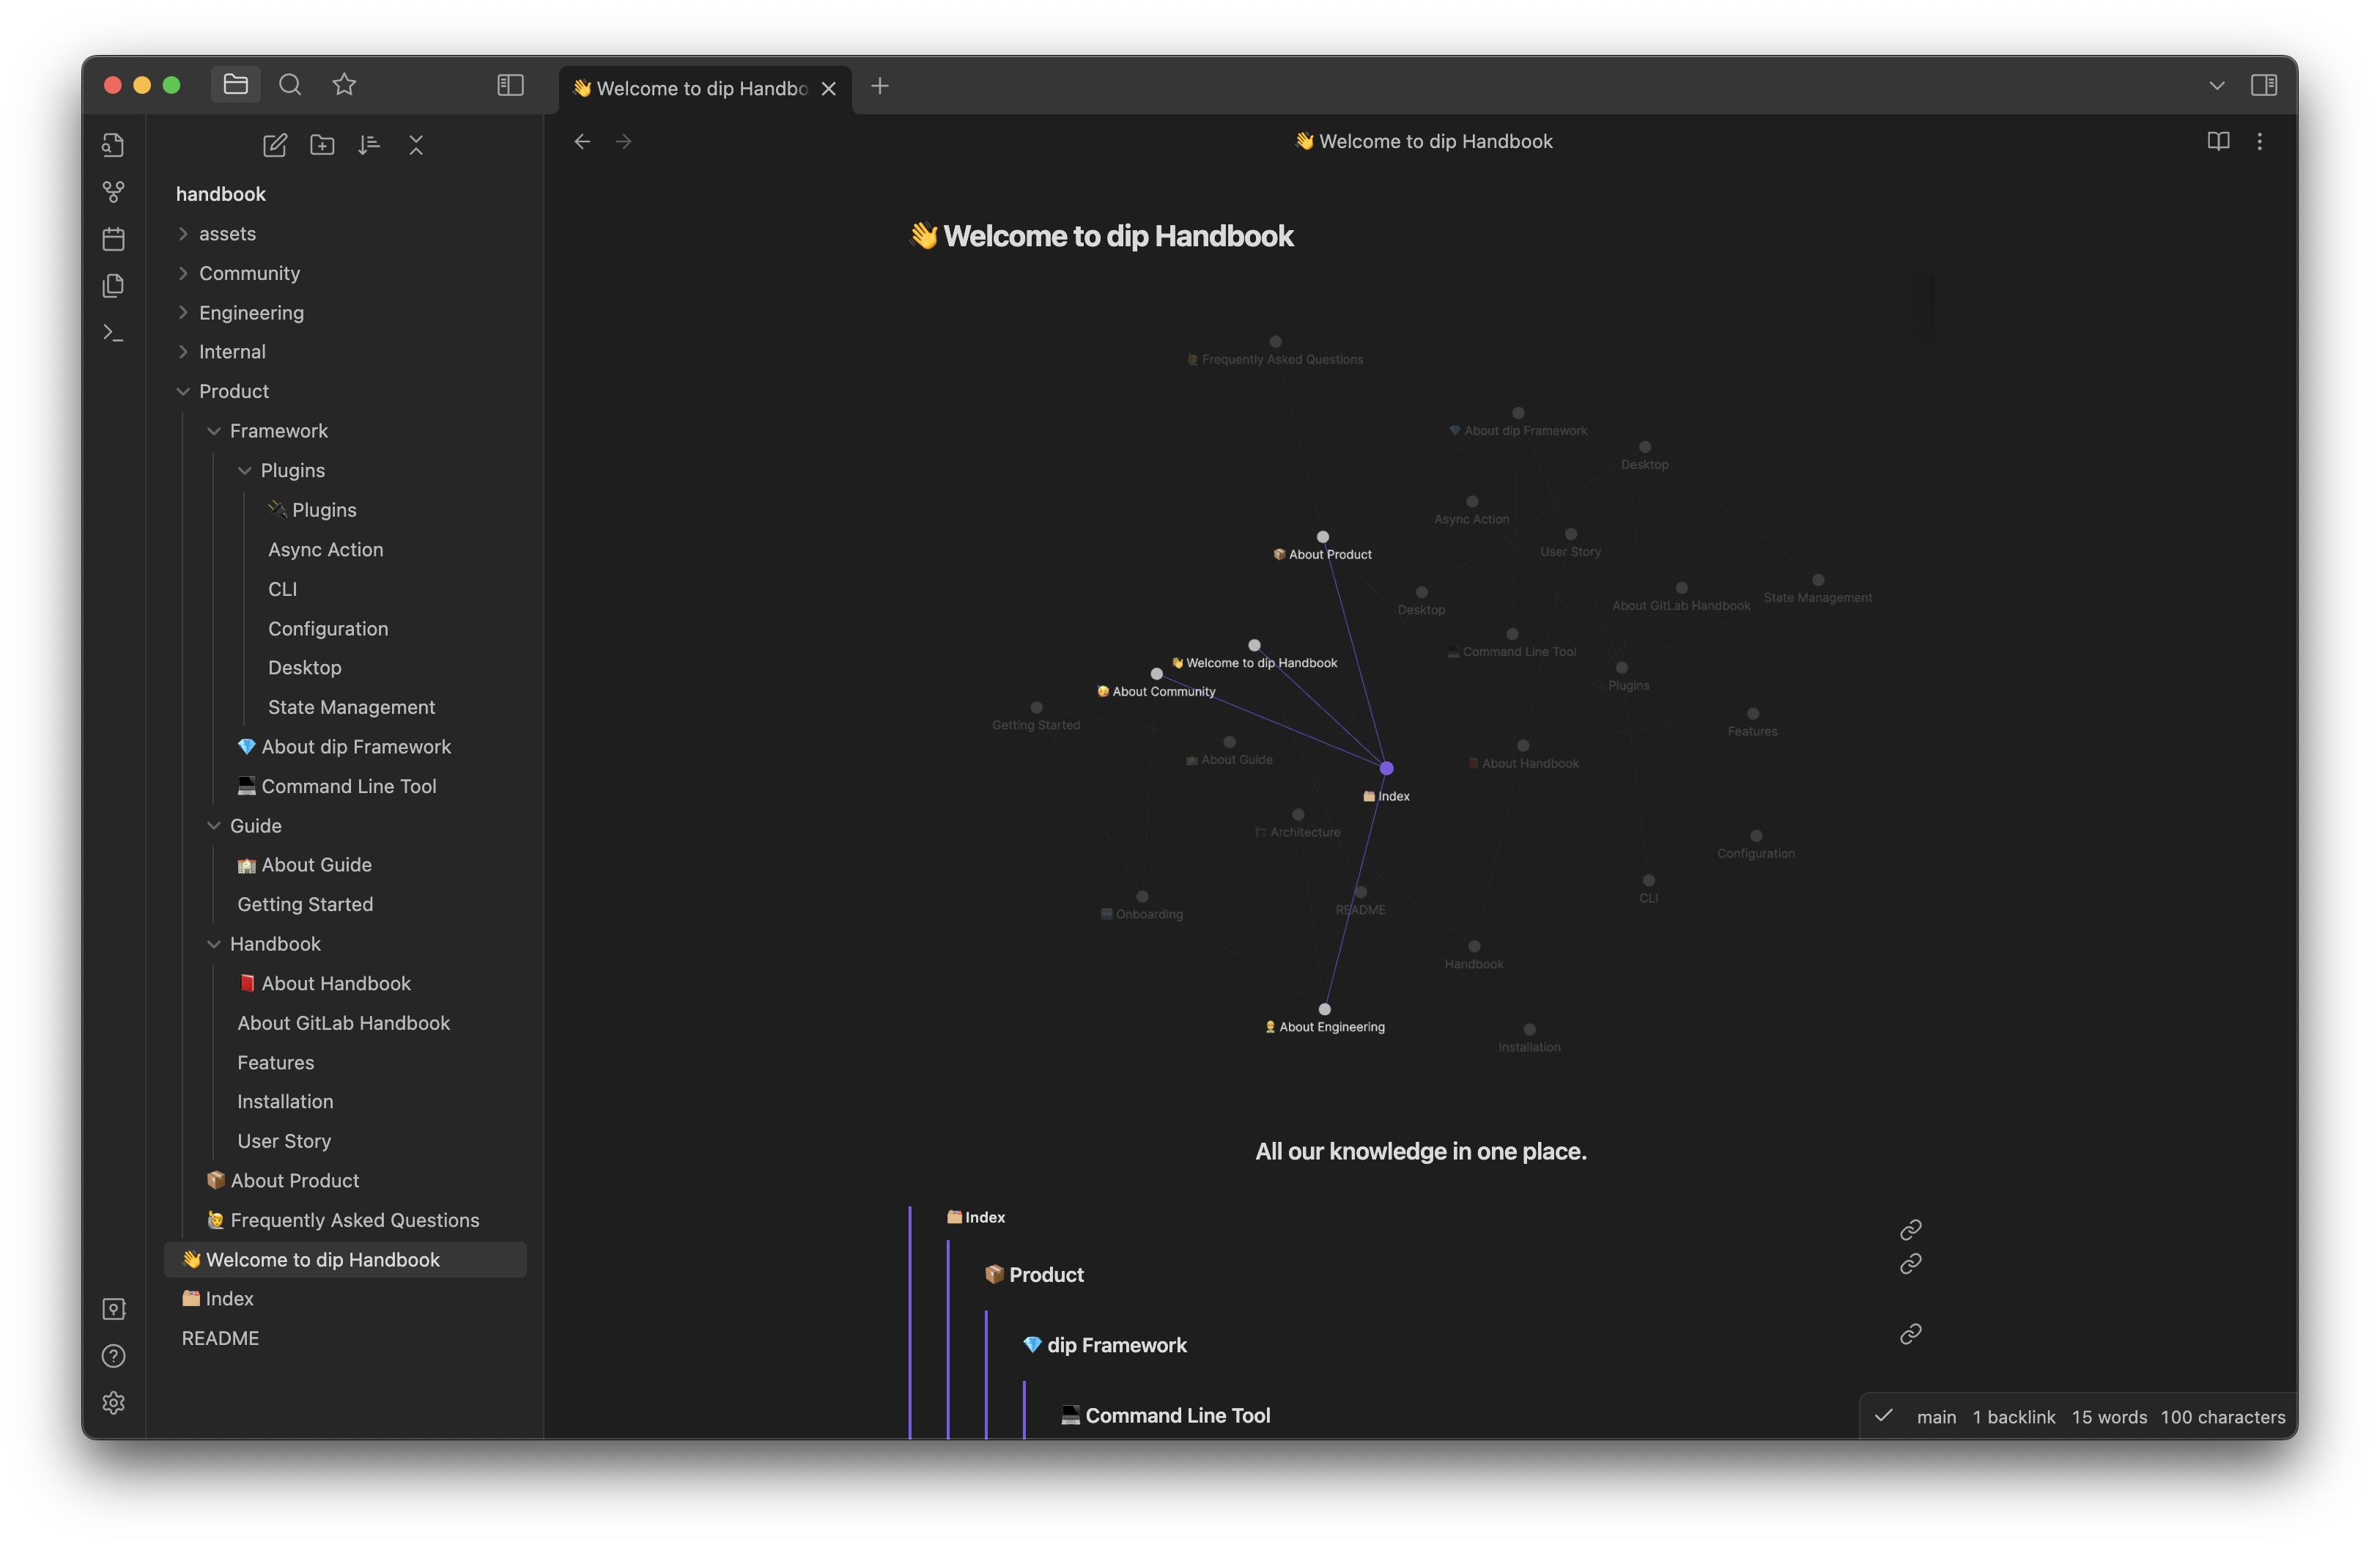 👋 Welcome to dip Handbo
handbook
assets
Community
Engineering
Internal
Product
Framework
Plugins
🔌 Plugins
Async Action
CLI
Configuration
Desktop
State Management
💎 About dip Framework
💻 Command Line Tool
Guide
🏫 About Guide
Getting Started
Handbook
📕 About Handbook
About GitLab Handbook
Features
Installation
User Story
📦 About Product
🙋 Frequently Asked Questions
👋 Welcome to dip Handbook
🗂 Index
README
👋 Welcome to dip Handbook
👋 Welcome to dip Handbook
🙋 Frequently Asked Questions
💎 About dip Framework
Desktop
Async Action
User Story
📦 About Product
State Management
About GitLab Handbook
Desktop
💻 Command Line Tool
👋 Welcome to dip Handbook
🔌 Plugins
🥳 About Community
Getting Started
Features
🏫 About Guide
📕 About Handbook
🗂 Index
🏗 Architecture
Configuration
CLI
README
Onboarding
Handbook
👷 About Engineering
Installation
All our knowledge in one place.
🗂 Index
📦 Product
💎 dip Framework
💻 Command Line Tool
main 1 backlink 15 words 100 characters